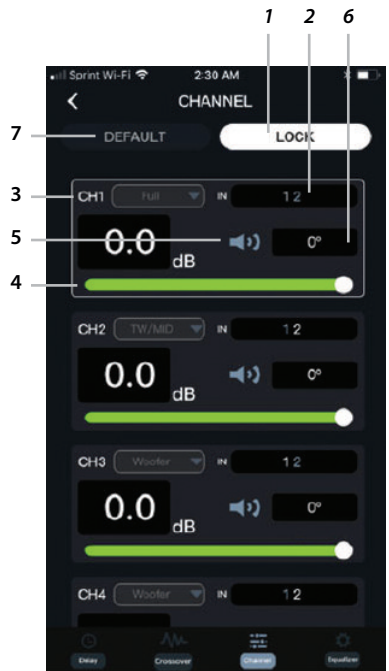 1 2 6
Sprint Wi-Fi 2:30 AM
CHANNEL
7 DEFAULT LOCK
3 CH1 Full IN 1 2
5 0.0 dB 0°
4
CH2 TW/MID IN 1 2
0.0 dB 0°
CH3 Woofer IN 1 2
0.0 dB 0°
CH4 Woofer IN 1 2
Delay Crossover Channel Equalizer